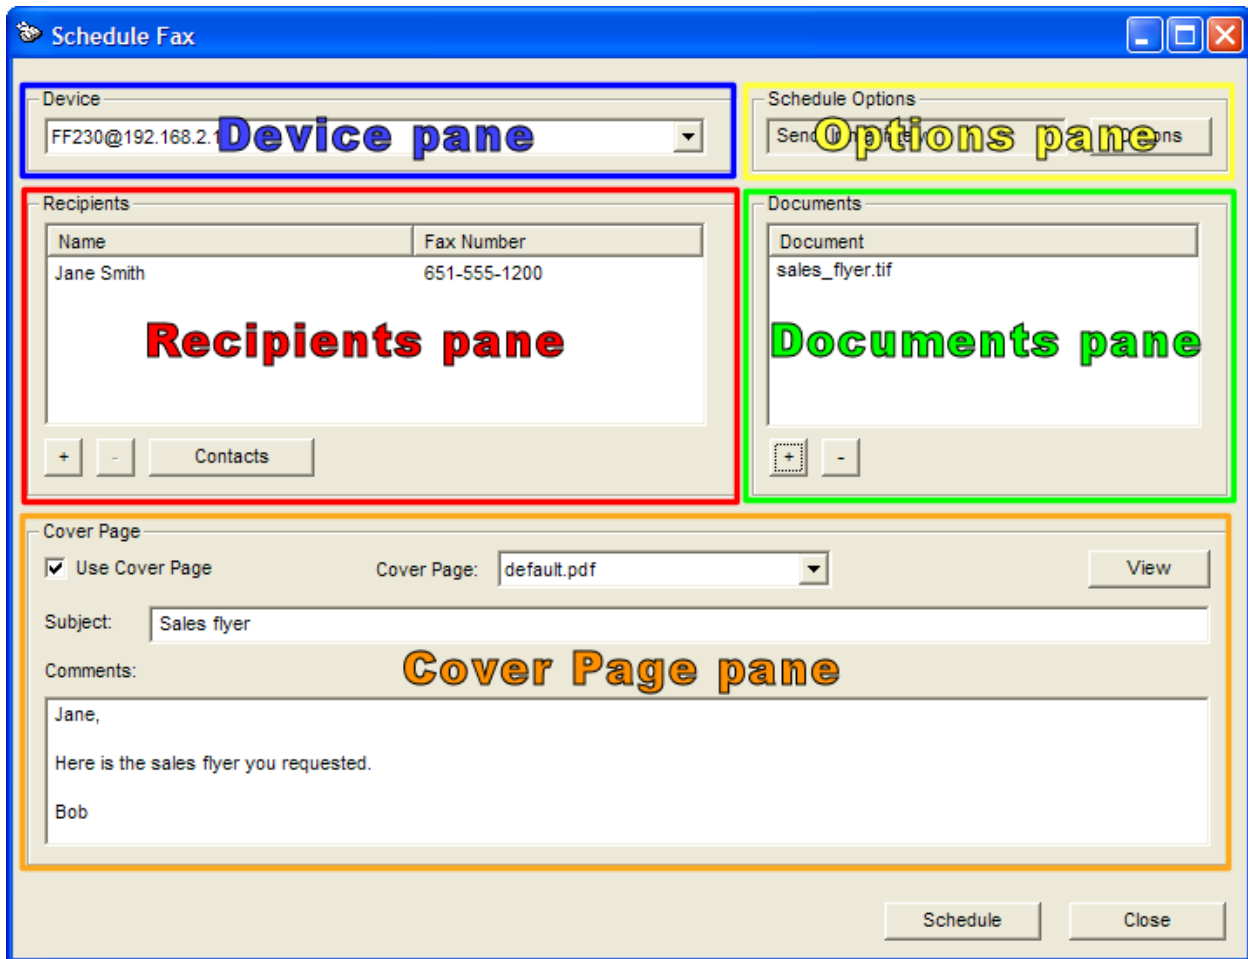 Schedule Fax
Device
FF230@192.168.2.1
Device pane
Schedule Options
Send
Options pane
Recipients
Name Fax Number
Jane Smith 651-555-1200
Recipients pane
+ - Contacts
Documents
Document
sales_flyer.tif
Documents pane
+ -
Cover Page
Use Cover Page Cover Page: default.pdf View
Subject: Sales flyer
Comments:
Cover Page pane
Jane,
Here is the sales flyer you requested.
Bob
Schedule Close